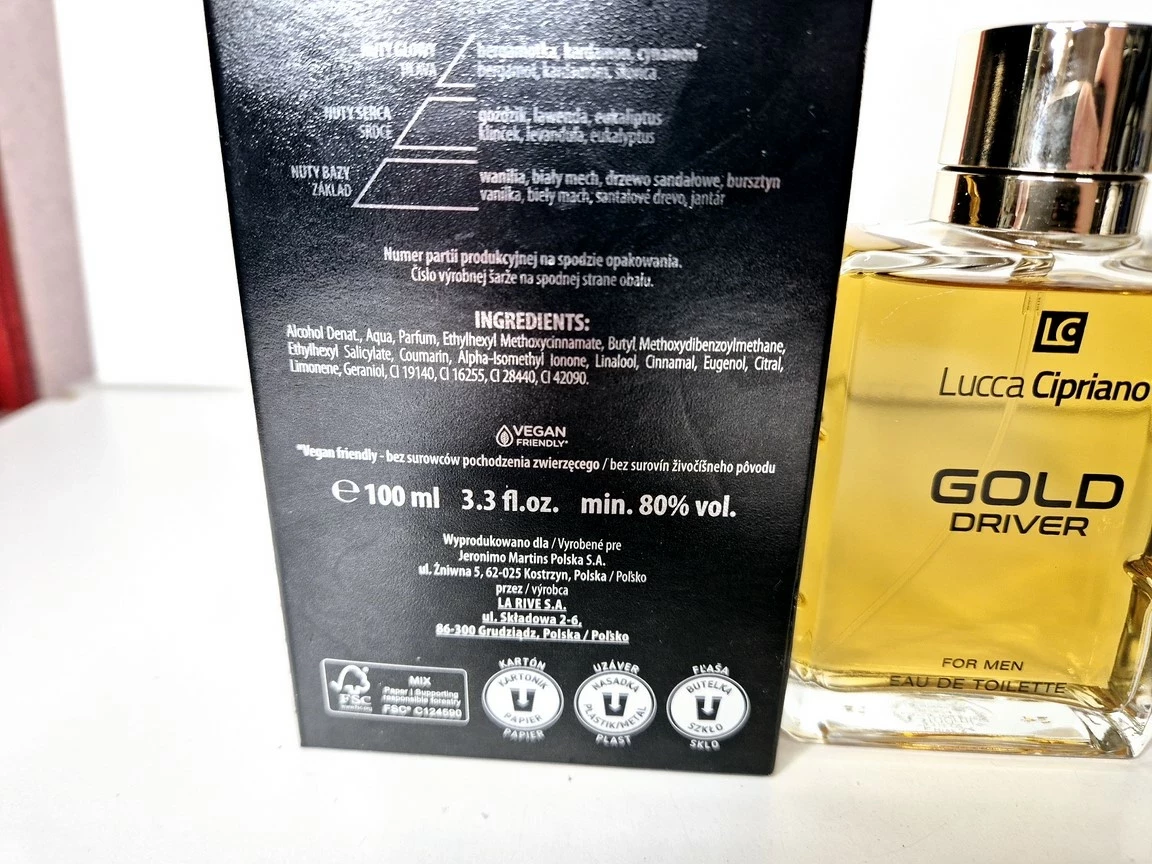 NUTY GŁOWY
HLAVA
bergamotka, kardamon, cynamon
bergamot, kardamon, škorica
NUTY SERCA
SRDCE
goździk, lawenda, eukaliptus
klinček, levanduľa, eukalyptus
NUTY BAZY
ZÁKLAD
wanilia, biały mech, drzewo sandałowe, bursztyn
vanilka, biely mach, santalové drevo, jantár
Numer partii produkcyjnej na spodzie opakowania.
Číslo výrobnej šarže na spodnej strane obalu.
INGREDIENTS:
Alcohol Denat., Aqua, Parfum, Ethylhexyl Methoxycinnamate, Butyl Methoxydibenzoylmethane,
Ethylhexyl Salicylate, Coumarin, Alpha-Isomethyl Ionone, Linalool, Cinnamal, Eugenol, Citral,
Limonene, Geraniol, CI 19140, CI 16255, CI 28440, CI 42090.
VEGAN
FRIENDLY*
*Vegan friendly - bez surowców pochodzenia zwierzęcego / bez surovín živočíšneho pôvodu
℮ 100 ml 3.3 fl.oz. min. 80% vol.
Wyprodukowano dla / Vyrobené pre
Jeronimo Martins Polska S.A.
ul. Żniwna 5, 62-025 Kostrzyn, Polska / Poľsko
przez / výrobca
LA RIVE S.A.
ul. Składowa 2-6,
86-300 Grudziądz, Polska / Poľsko
FSC
www.fsc.org
MIX
Paper | Supporting
responsible forestry
FSC® C124690
KARTÓN
KARTONIK
PAPIER
PAPIER
UZÁVER
NASADKA
PLASTIK/METAL
PLAST
FĽAŠA
BUTELKA
SZKŁO
SKLO
LC
Lucca Cipriano
GOLD
DRIVER
FOR MEN
EAU DE TOILETTE